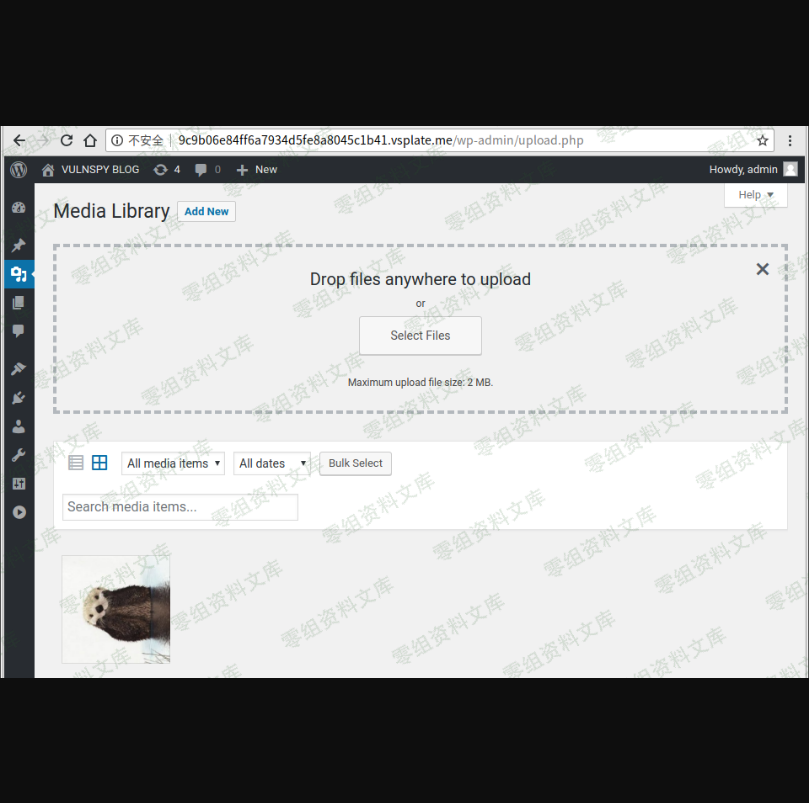 不安全 9c9b06e84ff6a7934d5fe8a8045c1b41.vsplate.me/wp-admin/upload.php
VULNSPY BLOG 4 0 New Howdy, admin
Help
Media Library Add New
Drop files anywhere to upload
or
Select Files
Maximum upload file size: 2 MB.
All media items All dates Bulk Select
Search media items...
零组资料文库